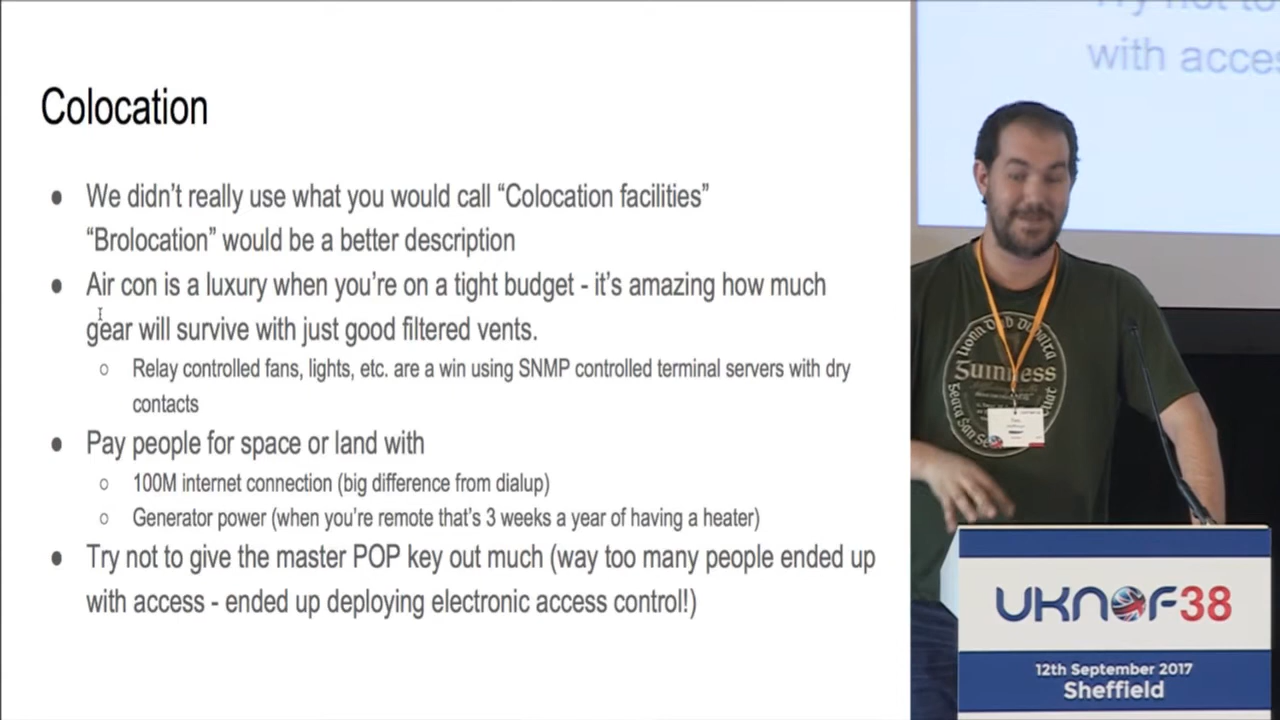 Colocation
We didn't really use what you would call “Colocation facilities”
“Brolocation” would be a better description
Air con is a luxury when you're on a tight budget - it's amazing how much
gear will survive with just good filtered vents.
Relay controlled fans, lights, etc. are a win using SNMP controlled terminal servers with dry
contacts
Pay people for space or land with
100M internet connection (big difference from dialup)
Generator power (when you're remote that's 3 weeks a year of having a heater)
Try not to give the master POP key out much (way too many people ended up
with access - ended up deploying electronic access control!)
Try not to
with acces
GUINNESS
UKNOF38
12th September 2017
Sheffield